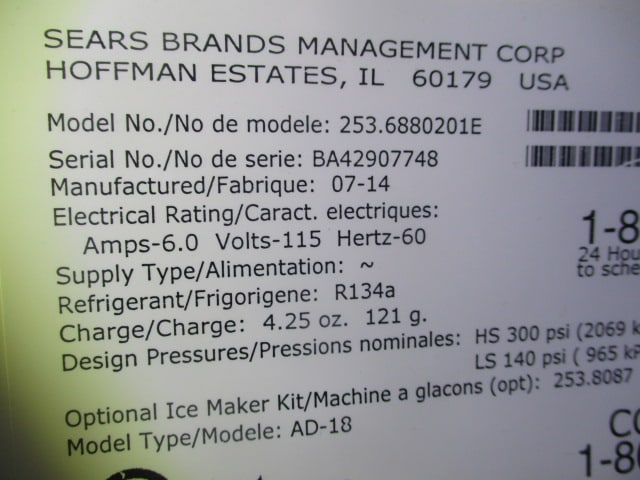 SEARS BRANDS MANAGEMENT CORP
HOFFMAN ESTATES, IL 60179 USA
Model No./No de modele: 253.6880201E
Serial No./No de serie: BA42907748
Manufactured/Fabrique: 07-14
Electrical Rating/Caract. electriques:
Amps-6.0 Volts-115 Hertz-60
1-8
24 Hou
to sche
Supply Type/Alimentation: ~
Refrigerant/Frigorigene: R134a
Charge/Charge: 4.25 oz. 121 g.
Design Pressures/Pressions nominales: HS 300 psi (2069 k
LS 140 psi ( 965 kP
Optional Ice Maker Kit/Machine a glacons (opt): 253.8087
Model Type/Modele: AD-18
CO
1-80